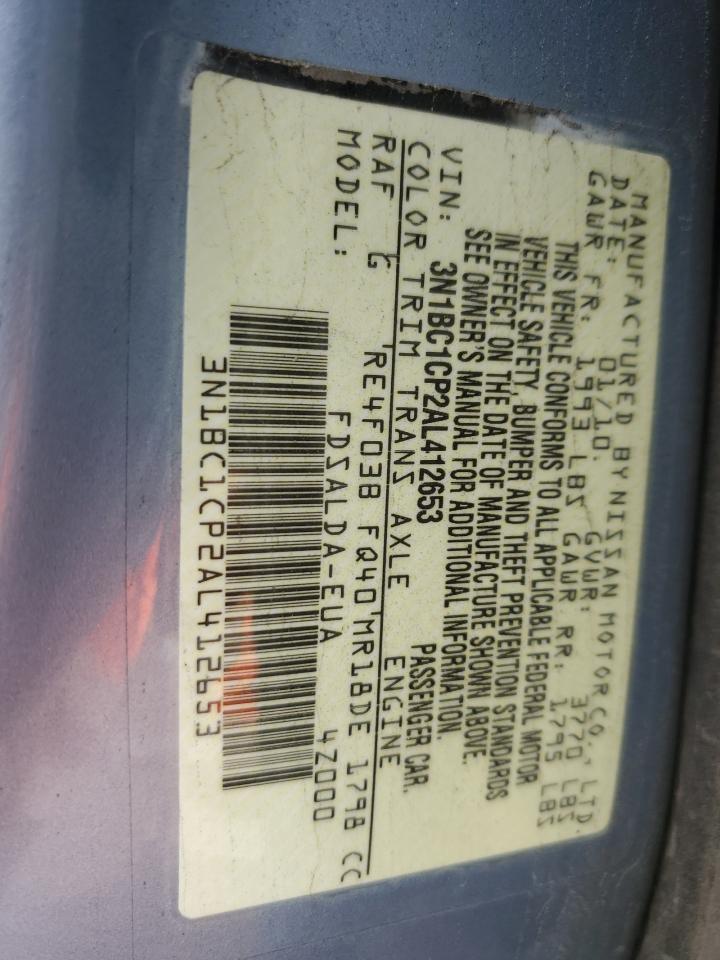 MANUFACTURED BY NISSAN MOTOR CO., LTD.
DATE: 01/10. GVWR: 3770 LBS
GAWR FR: 1993 LBS GAWR RR: 1795 LBS
THIS VEHICLE CONFORMS TO ALL APPLICABLE FEDERAL MOTOR
VEHICLE SAFETY, BUMPER AND THEFT PREVENTION STANDARDS
IN EFFECT ON THE DATE OF MANUFACTURE SHOWN ABOVE.
SEE OWNER'S MANUAL FOR ADDITIONAL INFORMATION.
VIN: 3N1BC1CP2AL412653 PASSENGER CAR.
COLOR TRIM TRANS AXLE ENGINE
RAF G RE4F03B FQ40 MR18DE 1798 CC
MODEL: FDSALDA-EUA 4Z000
3N1BC1CP2AL412653